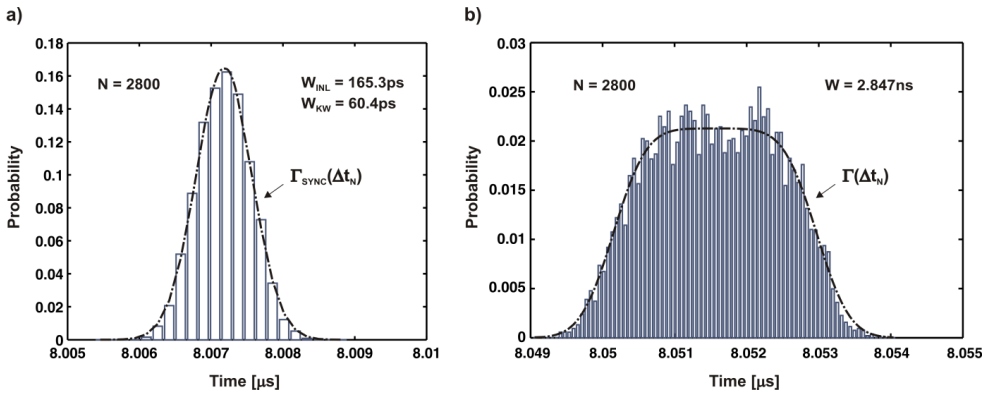 a)
0.18
0.16
0.14
0.12
0.10
0.08
0.06
0.04
0.02
0
Probability
N = 2800
W_INL = 165.3ps
W_KW = 60.4ps
Γ_SYNC(Δt_N)
8.005 8.006 8.007 8.008 8.009 8.01
Time [μs]
b)
0.03
0.025
0.02
0.015
0.01
0.005
0
Probability
N = 2800
W = 2.847ns
Γ(Δt_N)
8.049 8.05 8.051 8.052 8.053 8.054 8.055
Time [μs]